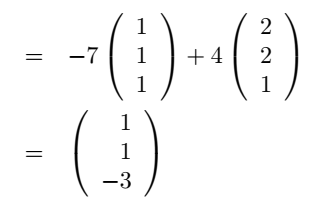 = −7 ( 1 1 1 ) + 4 ( 2 2 1 )
= ( 1 1 −3 )